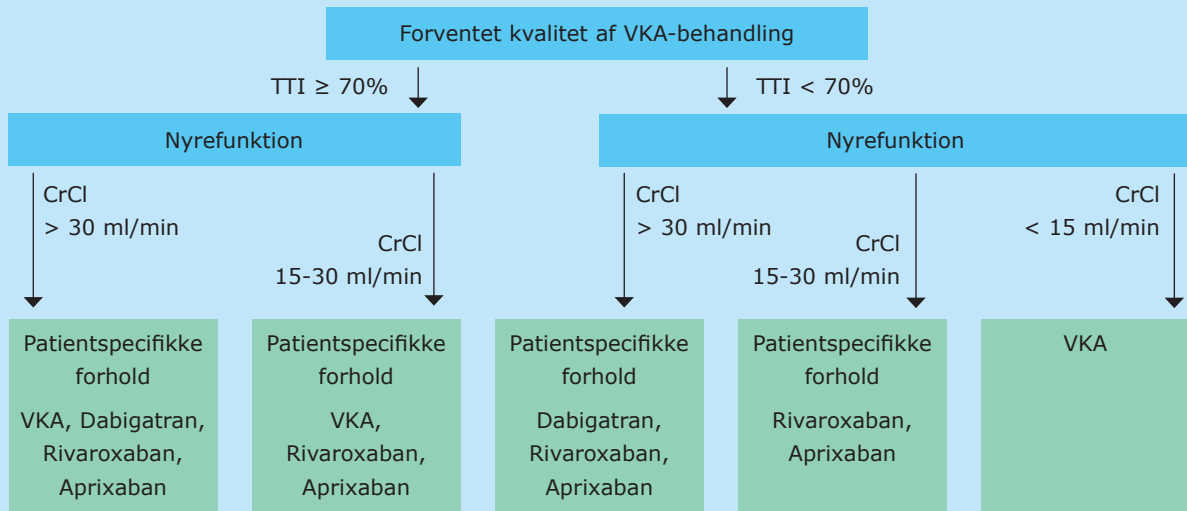 Forventet kvalitet af VKA-behandling
TTI ≥ 70%
TTI < 70%
Nyrefunktion
Nyrefunktion
CrCl
> 30 ml/min
CrCl
15-30 ml/min
CrCl
> 30 ml/min
CrCl
15-30 ml/min
CrCl
< 15 ml/min
Patientspecifikke
forhold
VKA, Dabigatran,
Rivaroxaban,
Aprixaban
Patientspecifikke
forhold
VKA,
Rivaroxaban,
Aprixaban
Patientspecifikke
forhold
Dabigatran,
Rivaroxaban,
Aprixaban
Patientspecifikke
forhold
Rivaroxaban,
Aprixaban
VKA